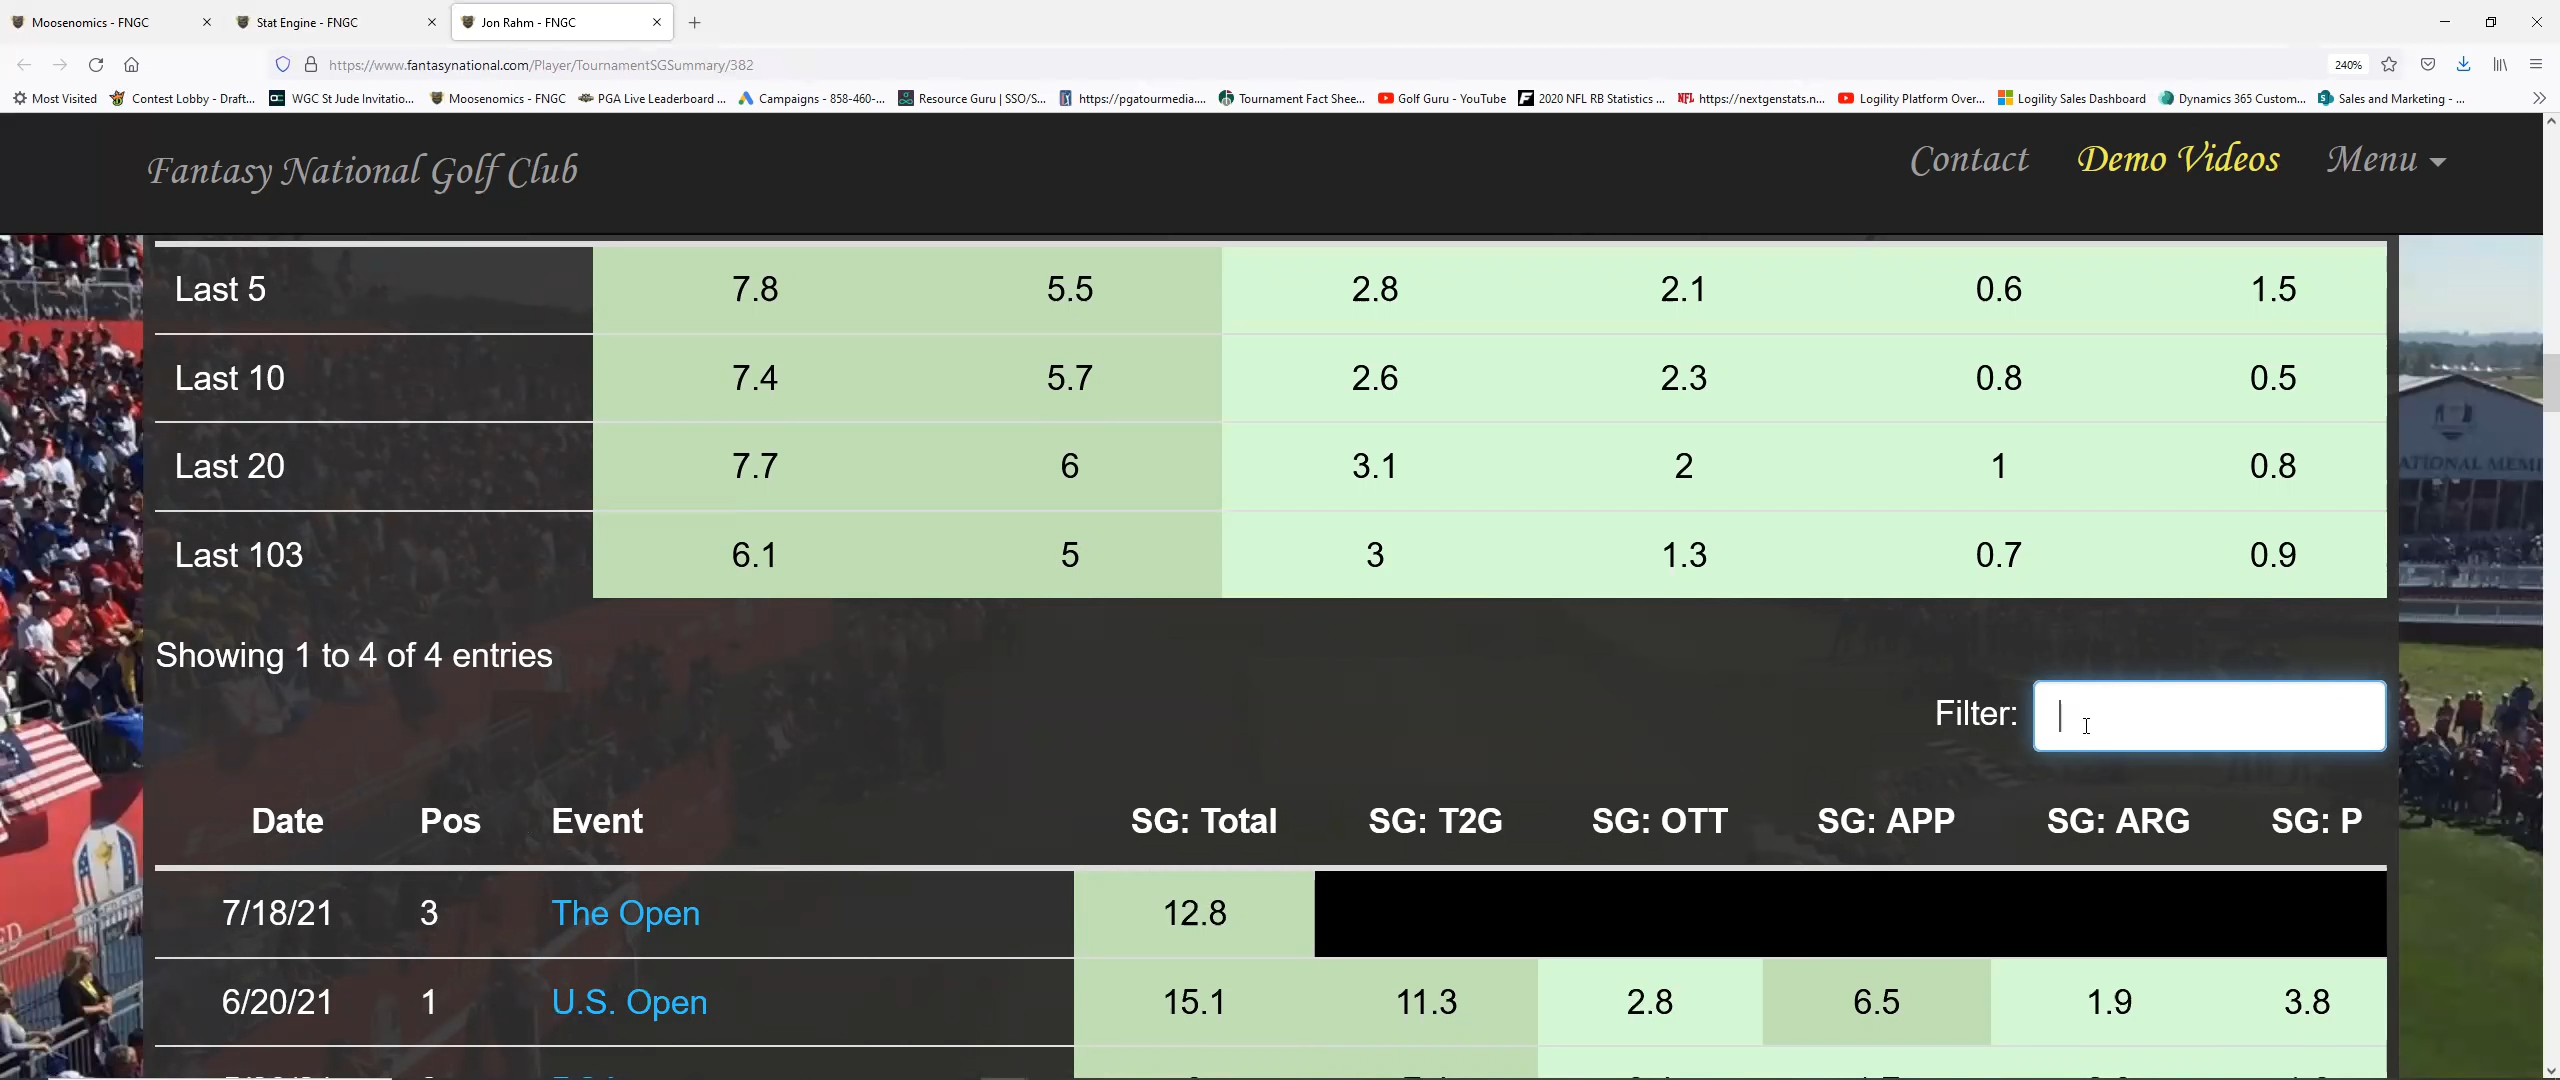 Moosenomics - FNGC
Stat Engine - FNGC
Jon Rahm - FNGC
https://www.fantasynational.com/Player/TournamentSGSummary/382
240%
Most Visited
Contest Lobby - Draft...
WGC St Jude Invitatio...
Moosenomics - FNGC
PGA Live Leaderboard ...
Campaigns - 858-460-...
Resource Guru | SSO/S...
https://pgatourmedia....
Tournament Fact Shee...
Golf Guru - YouTube
2020 NFL RB Statistics ...
https://nextgenstats.n...
Logility Platform Over...
Logility Sales Dashboard
Dynamics 365 Custom...
Sales and Marketing - ...
Fantasy National Golf Club
Contact Demo Videos Menu
Last 5 7.8 5.5 2.8 2.1 0.6 1.5
Last 10 7.4 5.7 2.6 2.3 0.8 0.5
Last 20 7.7 6 3.1 2 1 0.8
Last 103 6.1 5 3 1.3 0.7 0.9
Showing 1 to 4 of 4 entries
Filter:
Date Pos Event SG: Total SG: T2G SG: OTT SG: APP SG: ARG SG: P
7/18/21 3 The Open 12.8
6/20/21 1 U.S. Open 15.1 11.3 2.8 6.5 1.9 3.8